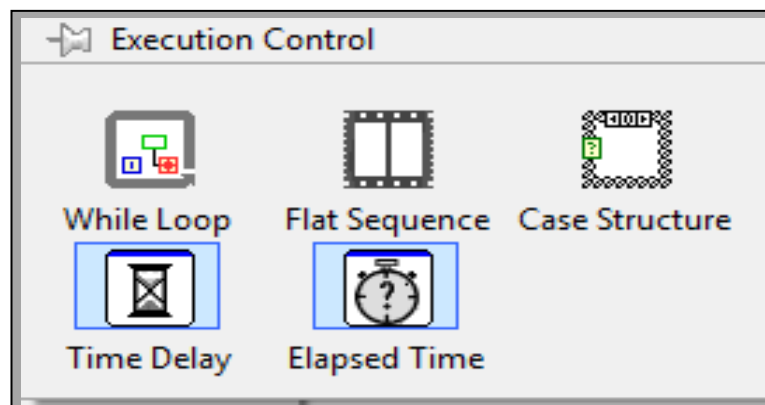 Execution Control
While Loop Flat Sequence Case Structure
Time Delay Elapsed Time